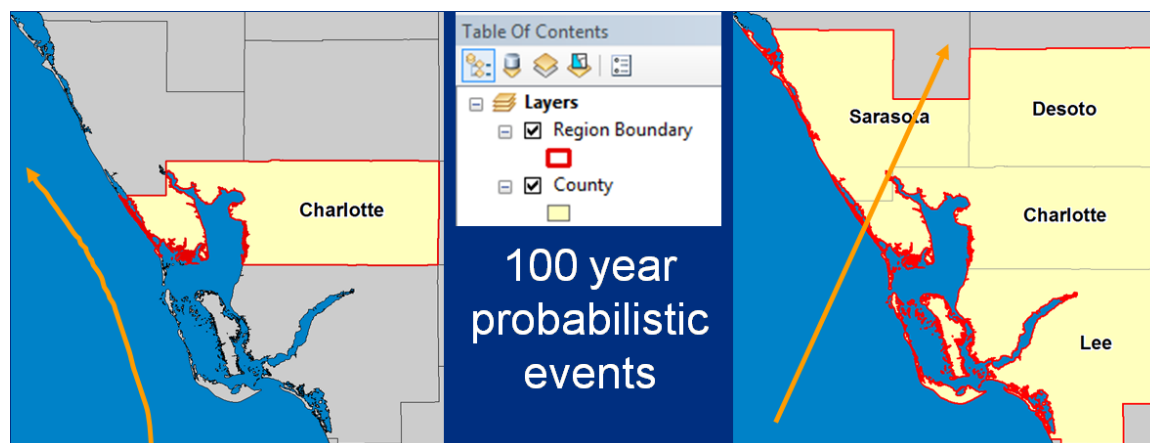 Charlotte
Table Of Contents
Layers
Region Boundary
County
100 year
probabilistic
events
Sarasota
Desoto
Charlotte
Lee